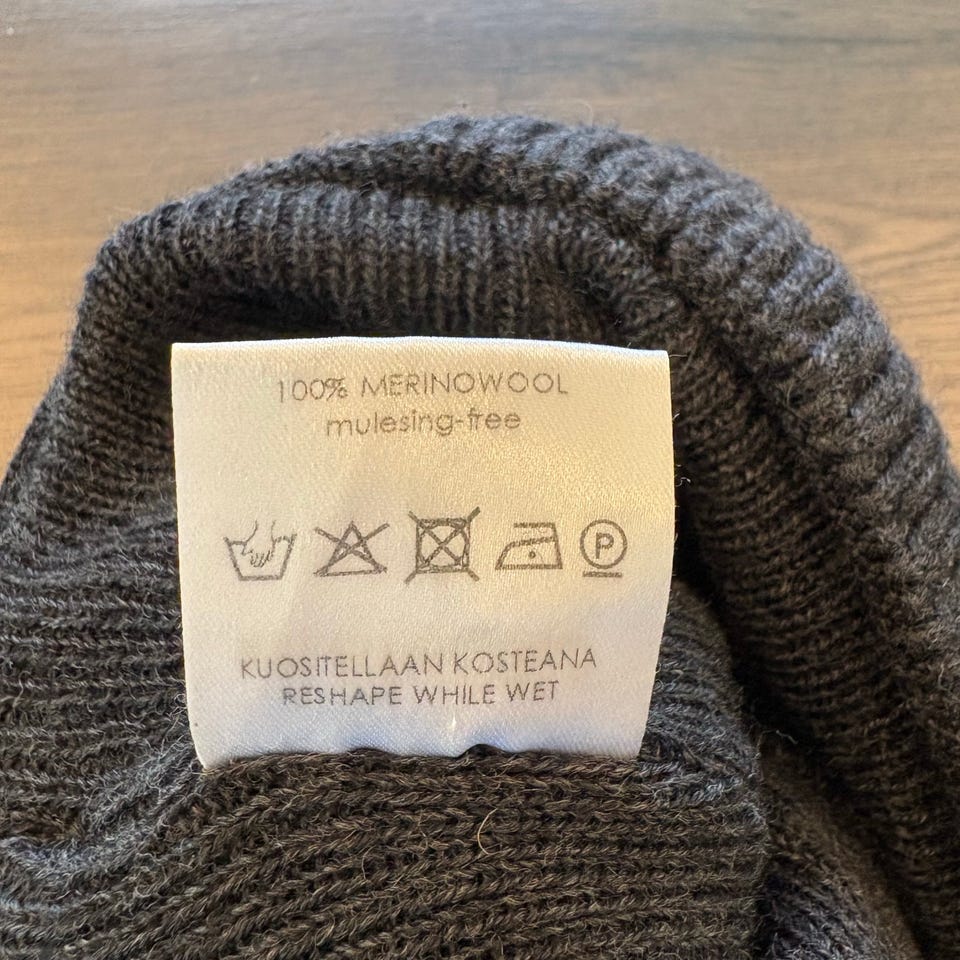 100% MERINOWOOL
mulesing-free
P
KUOSITELLAAN KOSTEANA
RESHAPE WHILE WET